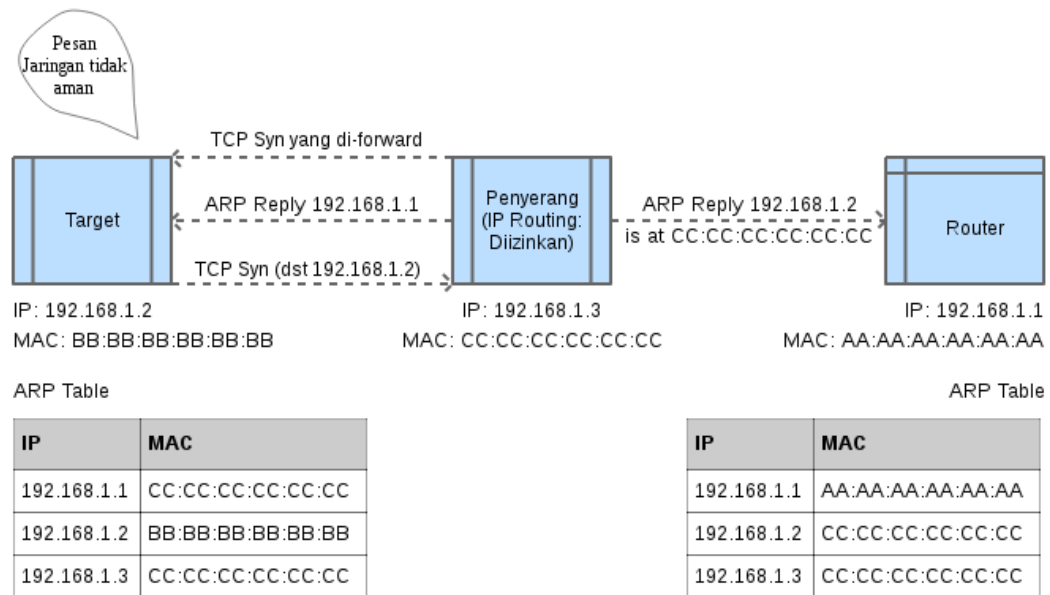 Pesan
Jaringan tidak
aman
TCP Syn yang di-forward
ARP Reply 192.168.1.1
TCP Syn (dst 192.168.1.2)
Target
Penyerang
(IP Routing:
Diizinkan)
ARP Reply 192.168.1.2
is at CC:CC:CC:CC:CC:CC
Router
IP: 192.168.1.2
MAC: BB:BB:BB:BB:BB:BB
IP: 192.168.1.3
MAC: CC:CC:CC:CC:CC:CC
IP: 192.168.1.1
MAC: AA:AA:AA:AA:AA:AA
ARP Table
IP MAC
192.168.1.1 CC:CC:CC:CC:CC:CC
192.168.1.2 BB:BB:BB:BB:BB:BB
192.168.1.3 CC:CC:CC:CC:CC:CC
ARP Table
IP MAC
192.168.1.1 AA:AA:AA:AA:AA:AA
192.168.1.2 CC:CC:CC:CC:CC:CC
192.168.1.3 CC:CC:CC:CC:CC:CC